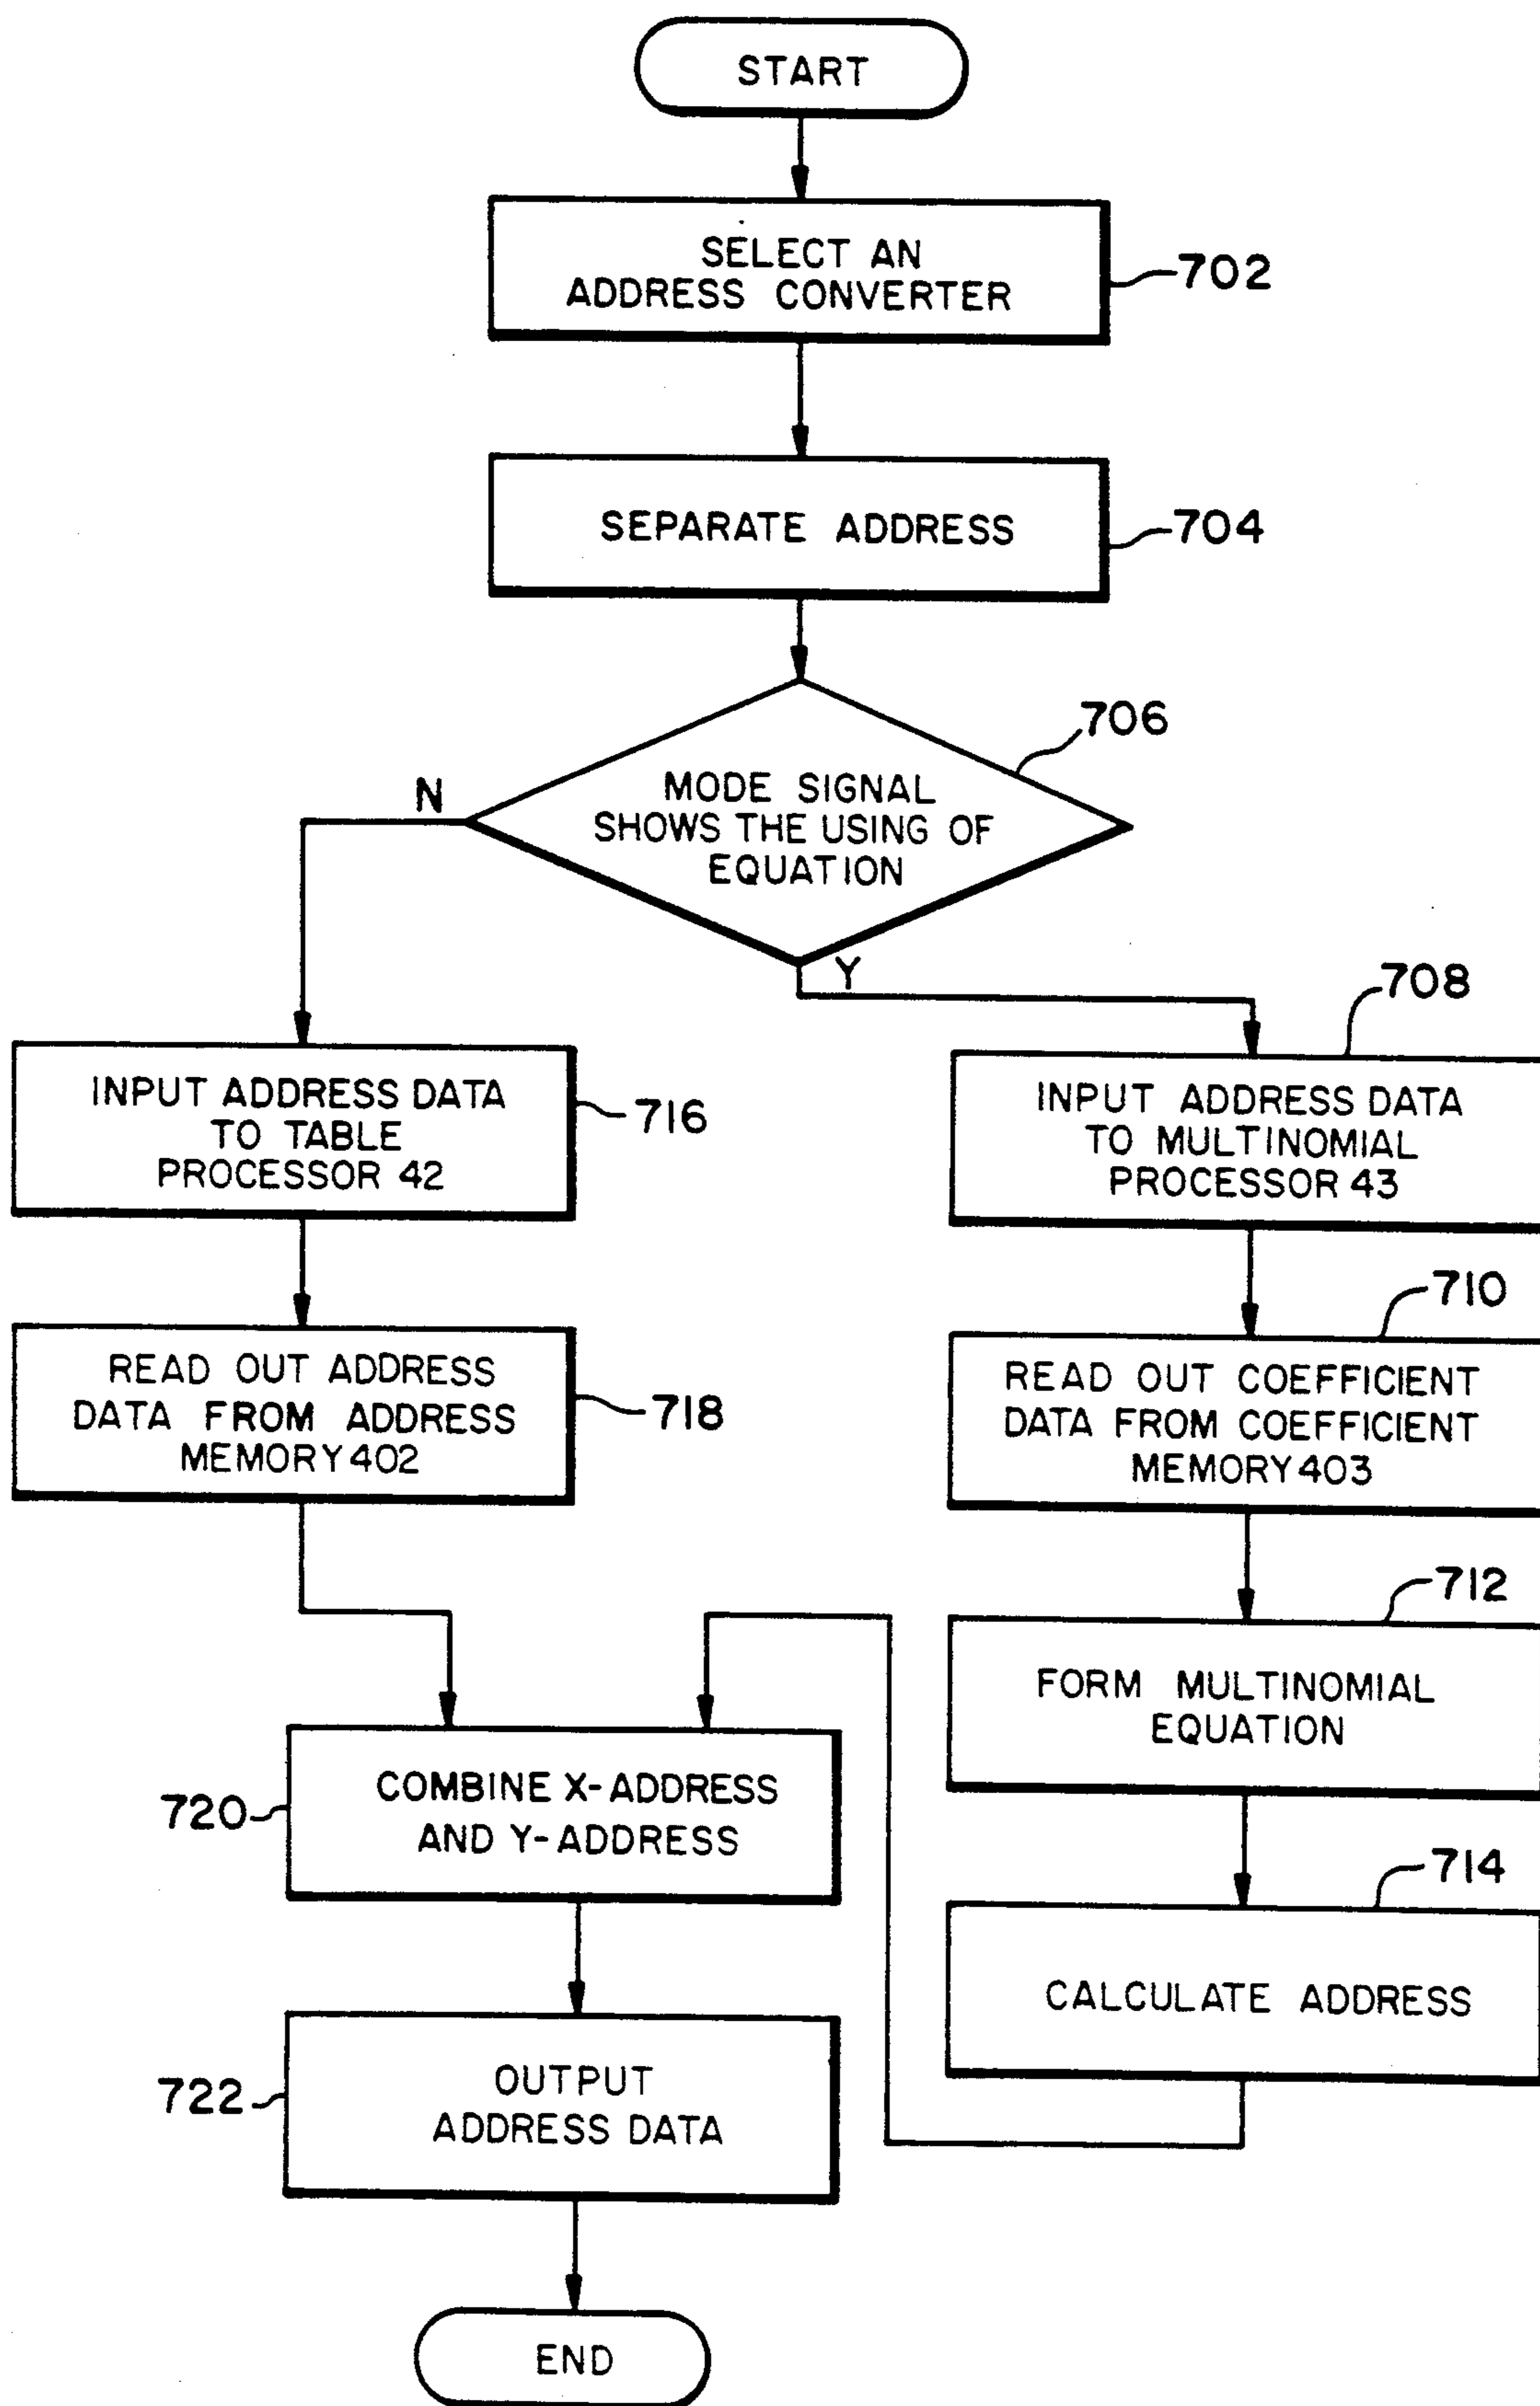 START
SELECT AN
ADDRESS CONVERTER
702
SEPARATE ADDRESS
704
706
MODE SIGNAL
SHOWS THE USING OF
EQUATION
N
Y
708
INPUT ADDRESS DATA
TO TABLE
PROCESSOR 42
716
INPUT ADDRESS DATA
TO MULTINOMIAL
PROCESSOR 43
710
READ OUT ADDRESS
DATA FROM ADDRESS
MEMORY 402
718
READ OUT COEFFICIENT
DATA FROM COEFFICIENT
MEMORY 403
712
FORM MULTINOMIAL
EQUATION
720
COMBINE X-ADDRESS
AND Y-ADDRESS
714
CALCULATE ADDRESS
722
OUTPUT
ADDRESS DATA
END